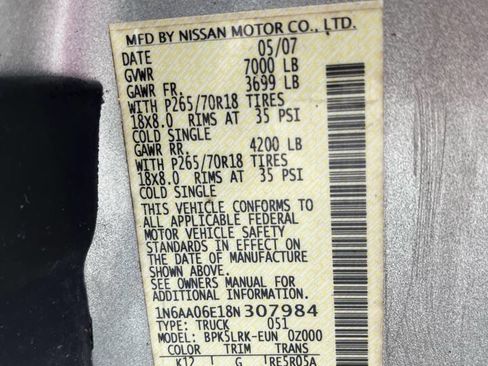 MFD BY NISSAN MOTOR CO., LTD.
DATE 05/07
GVWR 7000 LB
GAWR FR. 3699 LB
WITH P265/70R18 TIRES
18X8.0 RIMS AT 35 PSI
COLD SINGLE
GAWR RR. 4200 LB
WITH P265/70R18 TIRES
18X8.0 RIMS AT 35 PSI
COLD SINGLE
THIS VEHICLE CONFORMS TO
ALL APPLICABLE FEDERAL
MOTOR VEHICLE SAFETY
STANDARDS IN EFFECT ON
THE DATE OF MANUFACTURE
SHOWN ABOVE.
SEE OWNERS MANUAL FOR
ADDITIONAL INFORMATION
1N6AA06E18N307984
TYPE: TRUCK 051
MODEL: BPK5LRK-EUN 0Z000
COLOR TRIM TRANS
K12 G RE5R05A